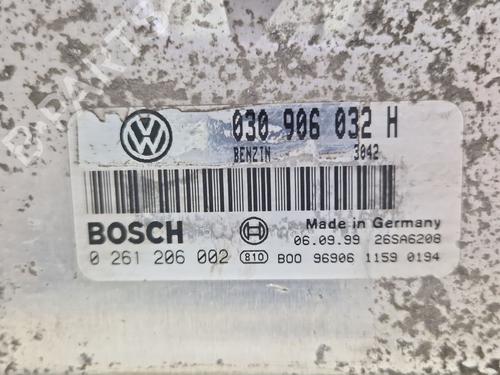 030 906 032 H
BENZIN 3042
BOSCH
Made in Germany
06.09.99 26SA6208
0 261 206 002 810 B00 96906 1159 0194